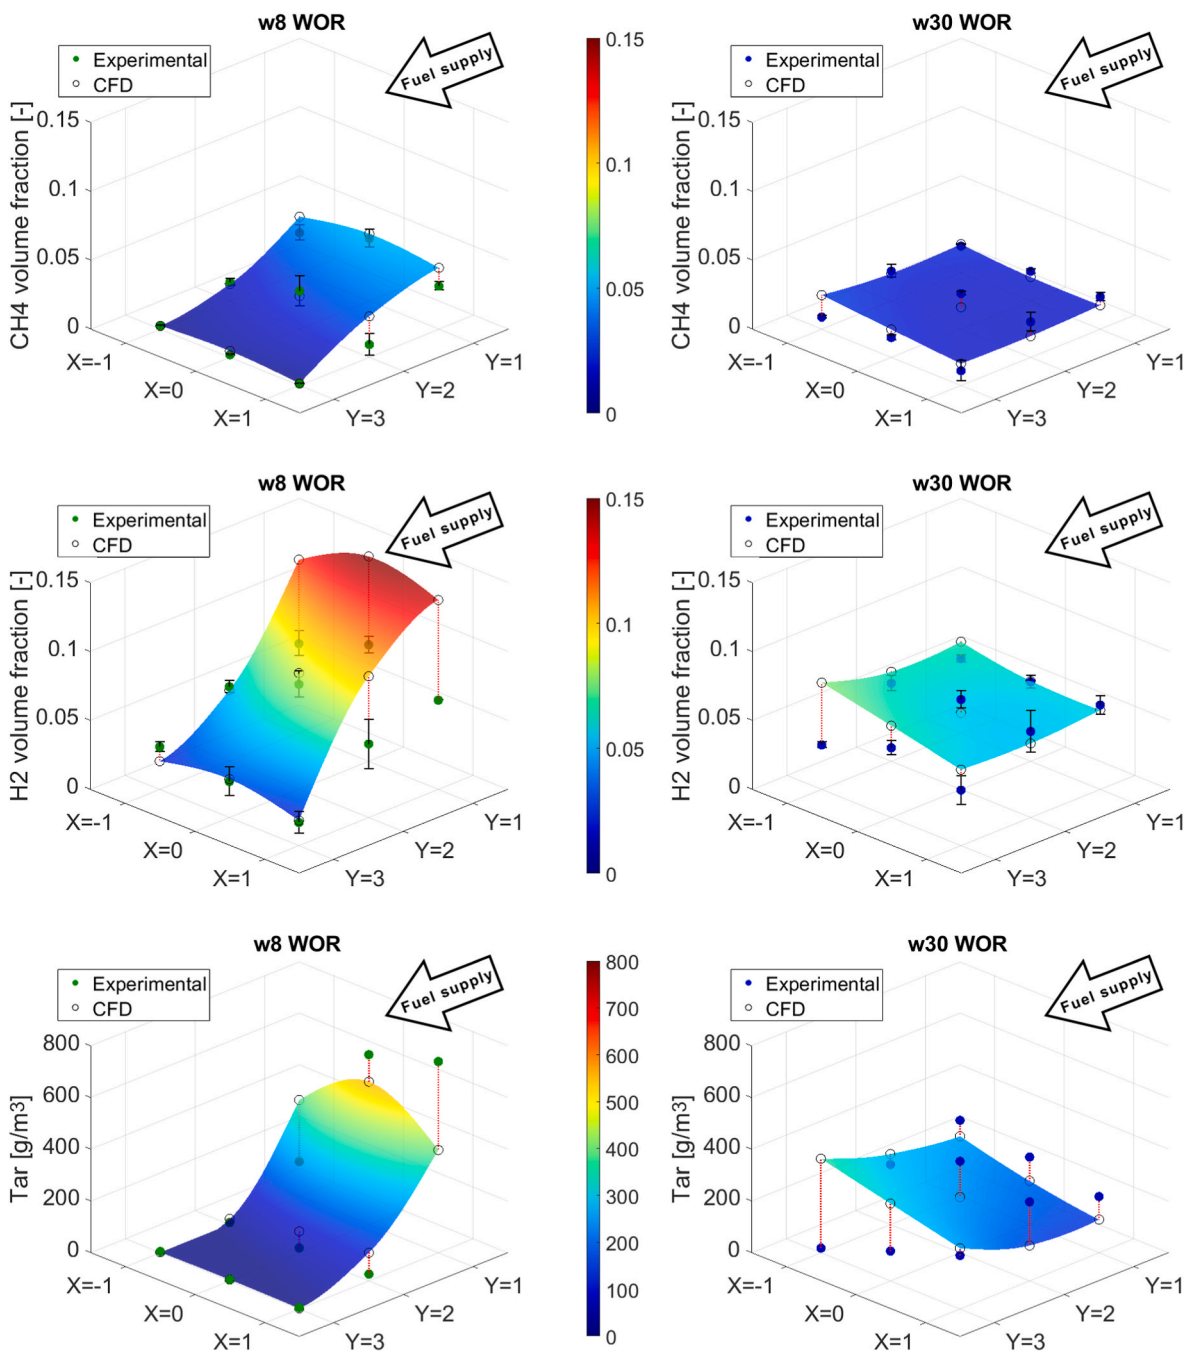 w8 WOR
Experimental
CFD
Fuel supply
CH4 volume fraction [-]
0.15
0.1
0.05
0
X=-1
X=0
X=1
Y=3
Y=2
Y=1
0.15
0.1
0.05
0
w30 WOR
Experimental
CFD
Fuel supply
CH4 volume fraction [-]
0.15
0.1
0.05
0
X=-1
X=0
X=1
Y=3
Y=2
Y=1
w8 WOR
Experimental
CFD
Fuel supply
H2 volume fraction [-]
0.15
0.1
0.05
0
X=-1
X=0
X=1
Y=3
Y=2
Y=1
0.15
0.1
0.05
0
w30 WOR
Experimental
CFD
Fuel supply
H2 volume fraction [-]
0.15
0.1
0.05
0
X=-1
X=0
X=1
Y=3
Y=2
Y=1
w8 WOR
Experimental
CFD
Fuel supply
Tar [g/m³]
800
600
400
200
0
X=-1
X=0
X=1
Y=3
Y=2
Y=1
800
700
600
500
400
300
200
100
0
w30 WOR
Experimental
CFD
Fuel supply
Tar [g/m³]
800
600
400
200
0
X=-1
X=0
X=1
Y=3
Y=2
Y=1